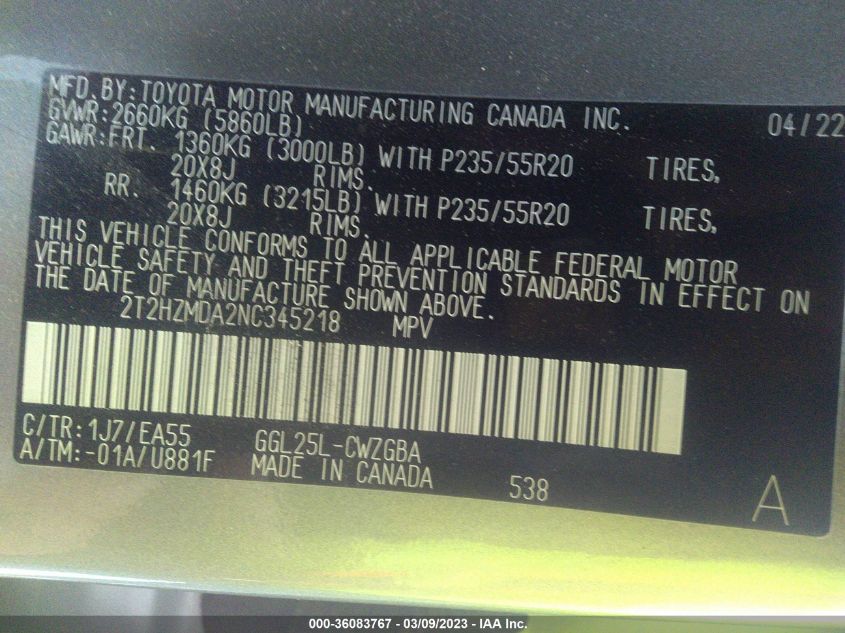 MFD.BY:TOYOTA MOTOR MANUFACTURING CANADA INC. 04/22
GVWR:2660KG (5860LB)
GAWR:FRT. 1360KG (3000LB) WITH P235/55R20 TIRES,
20X8J RIMS.
RR. 1460KG (3215LB) WITH P235/55R20 TIRES,
20X8J RIMS.
THIS VEHICLE CONFORMS TO ALL APPLICABLE FEDERAL MOTOR
VEHICLE SAFETY AND THEFT PREVENTION STANDARDS IN EFFECT ON
THE DATE OF MANUFACTURE SHOWN ABOVE.
2T2HZMDA2NC345218 MPV
C/TR:1J7/EA55 GGL25L-CWZGBA
A/TM:-01A/U881F MADE IN CANADA 538 A
000-36083767 — 03/09/2023 — IAA Inc.